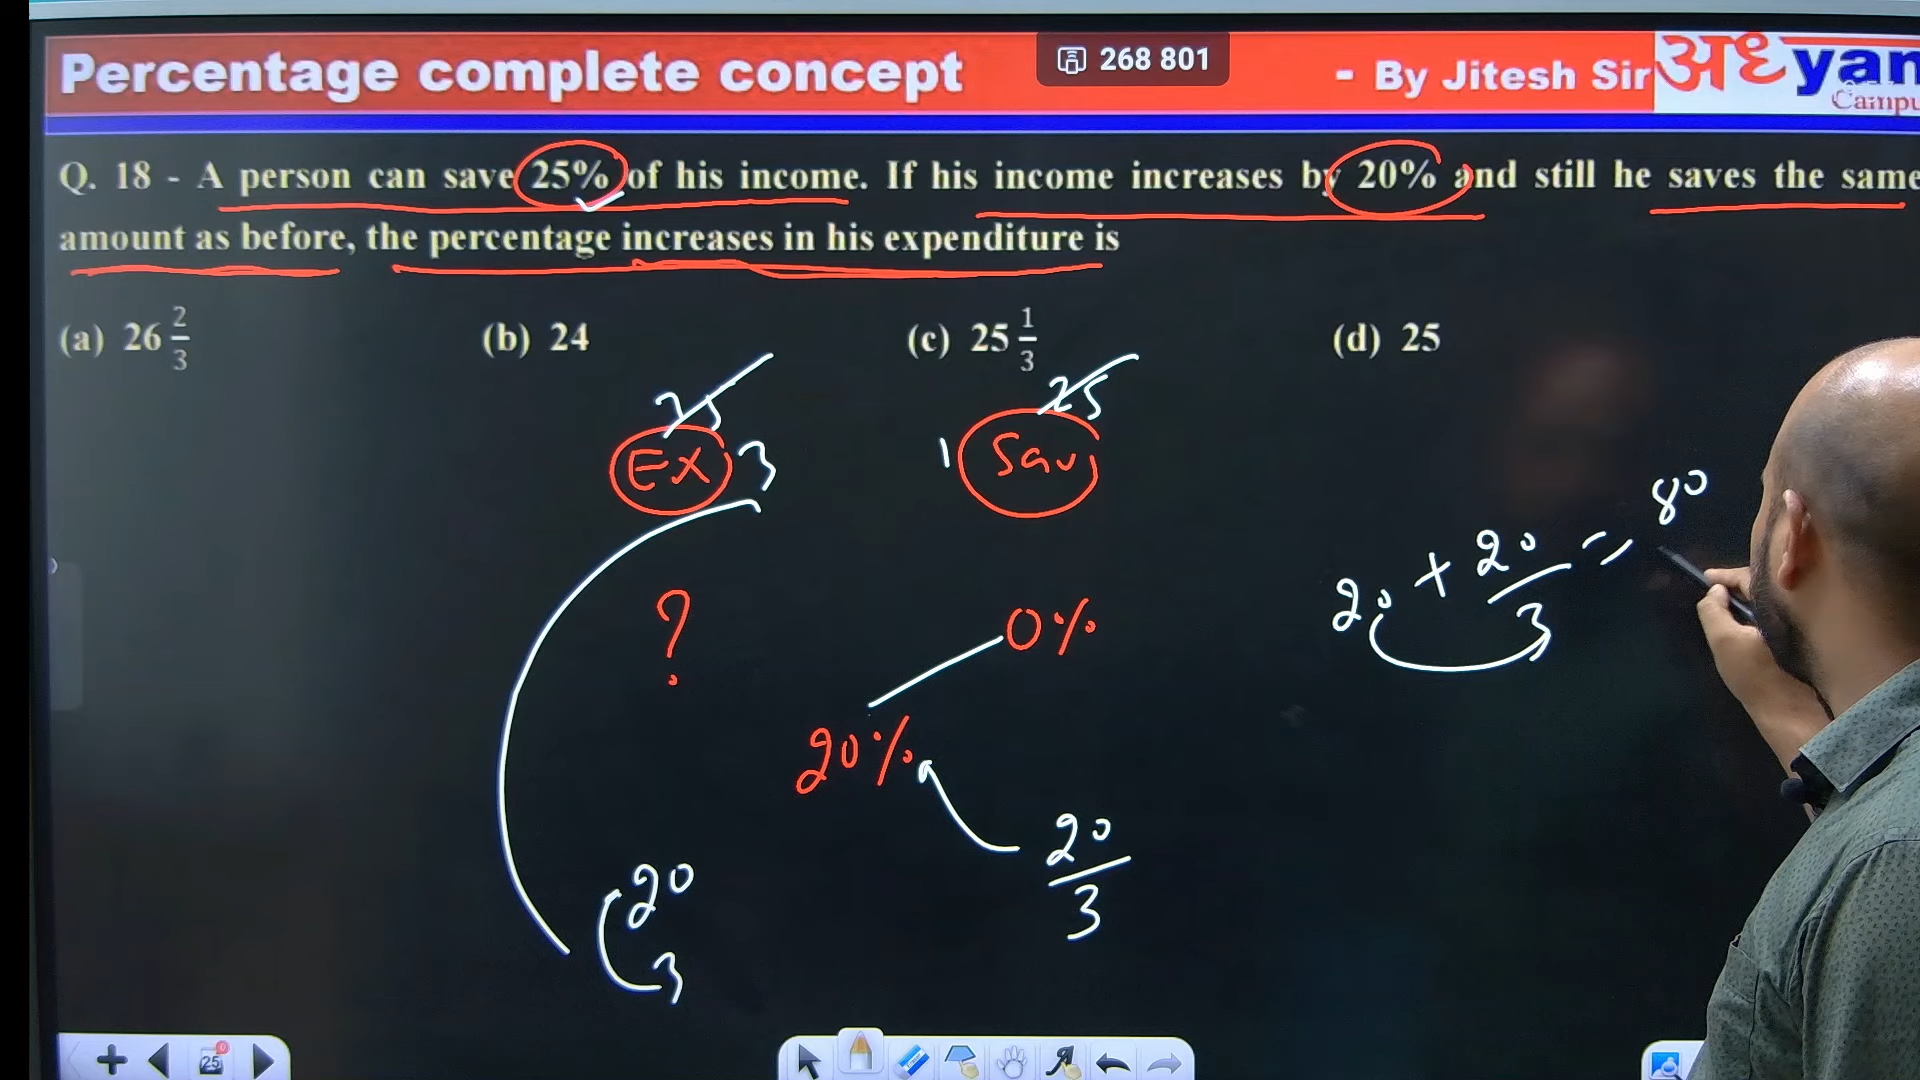 Percentage complete concept
268 801
- By Jitesh Sir
अध्yan
Campu
Q. 18 - A person can save 25% of his income. If his income increases by 20% and still he saves the same
amount as before, the percentage increases in his expenditure is
(a) 26 2/3
(b) 24
(c) 25 1/3
(d) 25
75
25
Ex 3
1 Sav
20 + 20/3 = 80
?
0%
20%
20/3
20
3
25